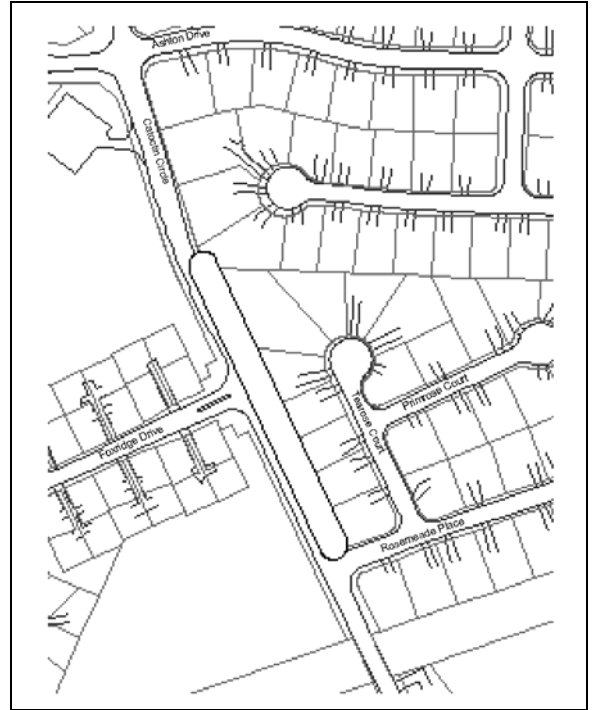 Ashton Drive
Catoctin Circle
Tearose Court
Primrose Court
Foxridge Drive
Rosemeade Place